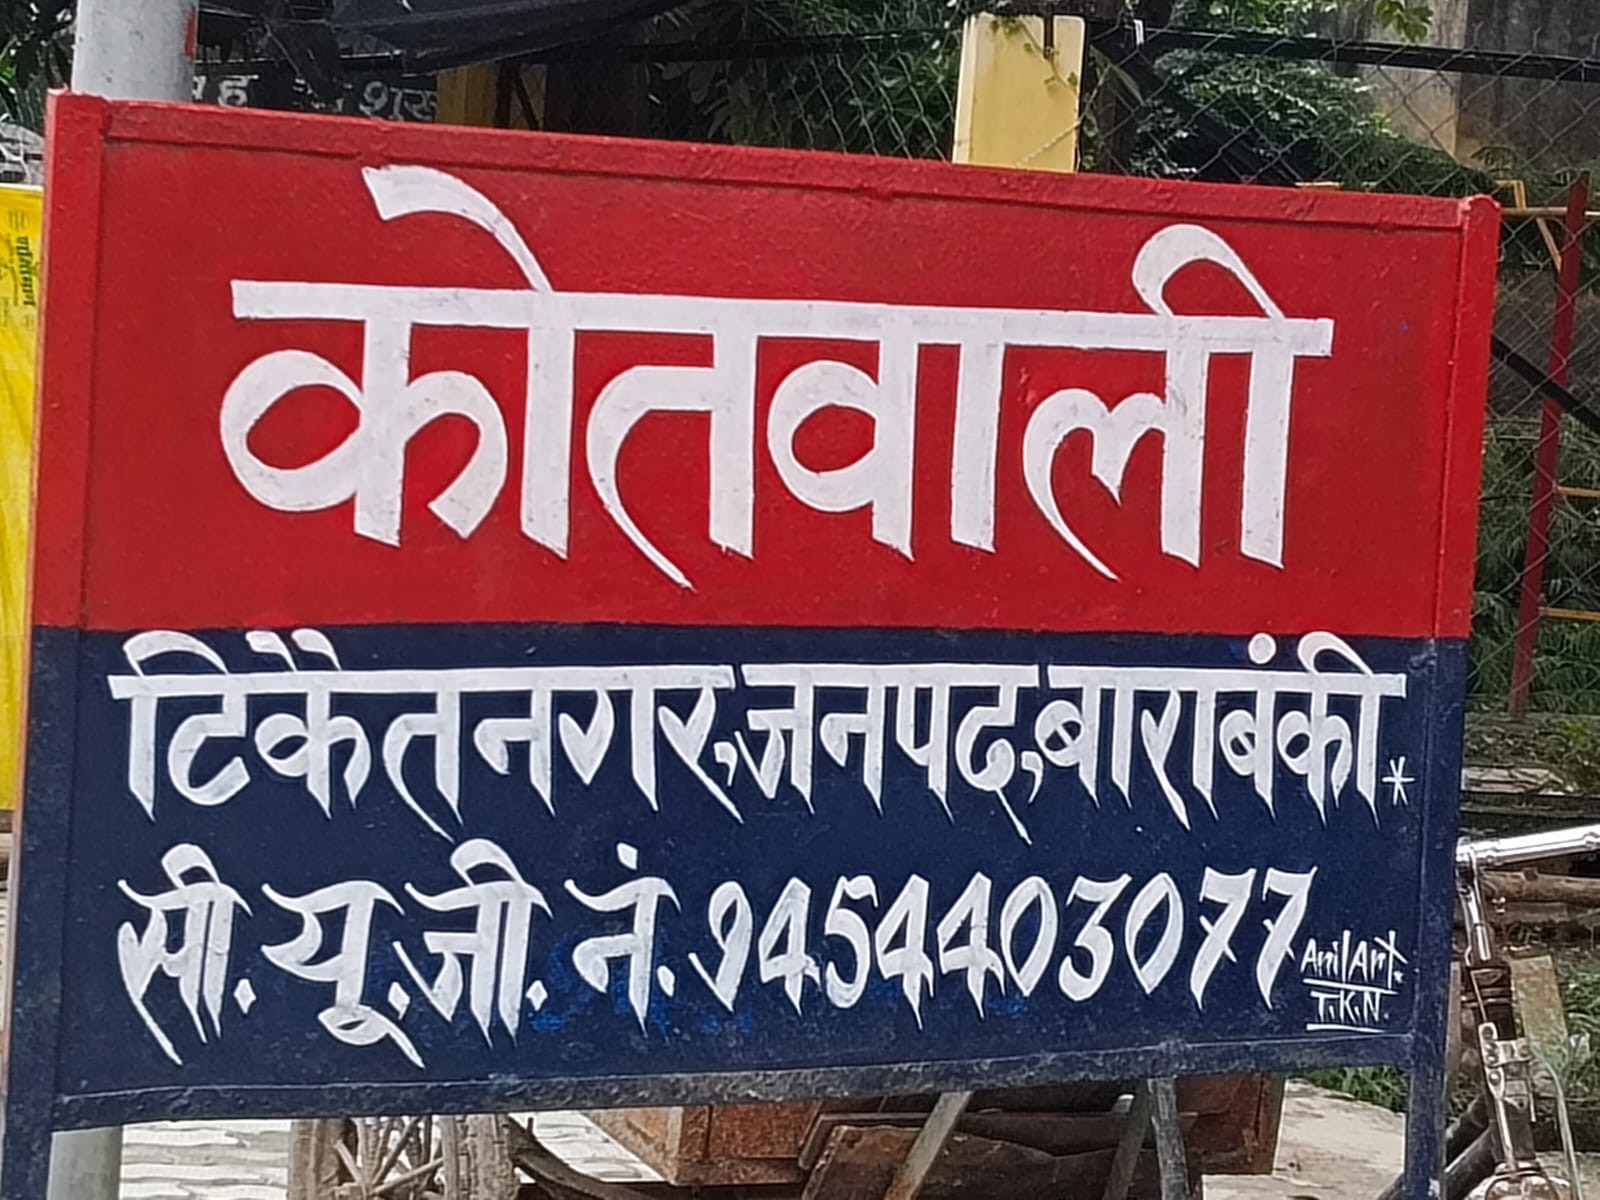 कोतवाली
टिकैतनगर, जनपद, बाराबंकी *
सी.यू.जी. नं. 9454403077
Anil Art.
T.K.N.